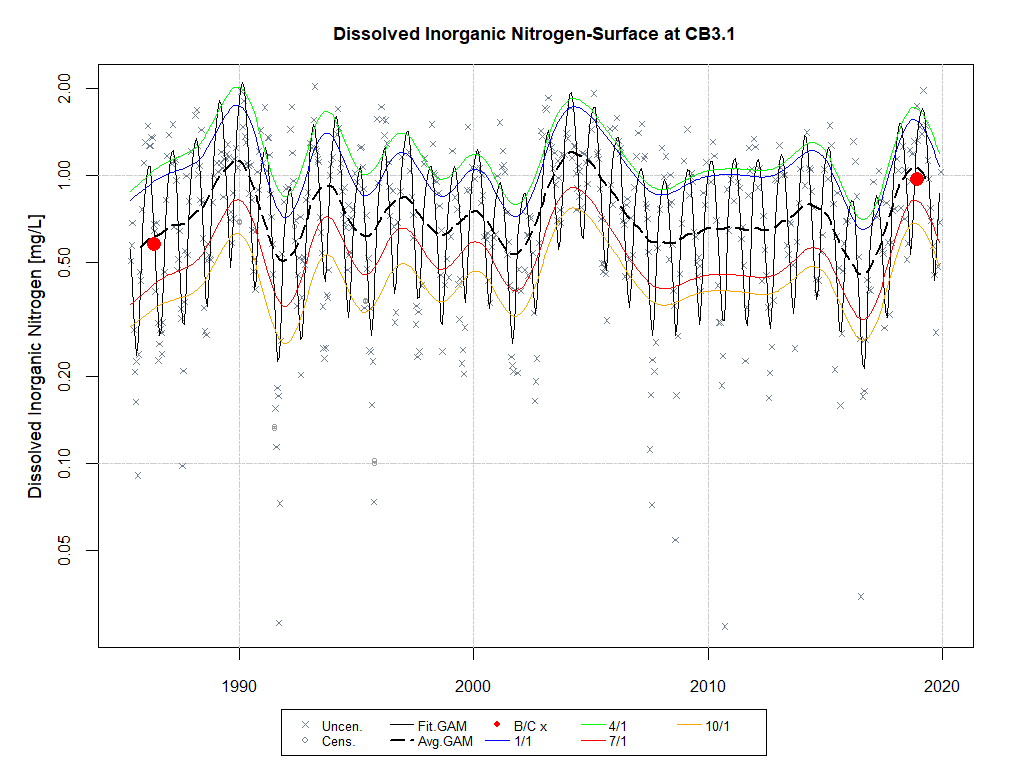 Dissolved Inorganic Nitrogen-Surface at CB3.1
Dissolved Inorganic Nitrogen [mg/L]
2.00
1.00
0.50
0.20
0.10
0.05
1990 2000 2010 2020
Uncen. Fit.GAM B/C x 4/1 10/1
Cens. Avg.GAM 1/1 7/1